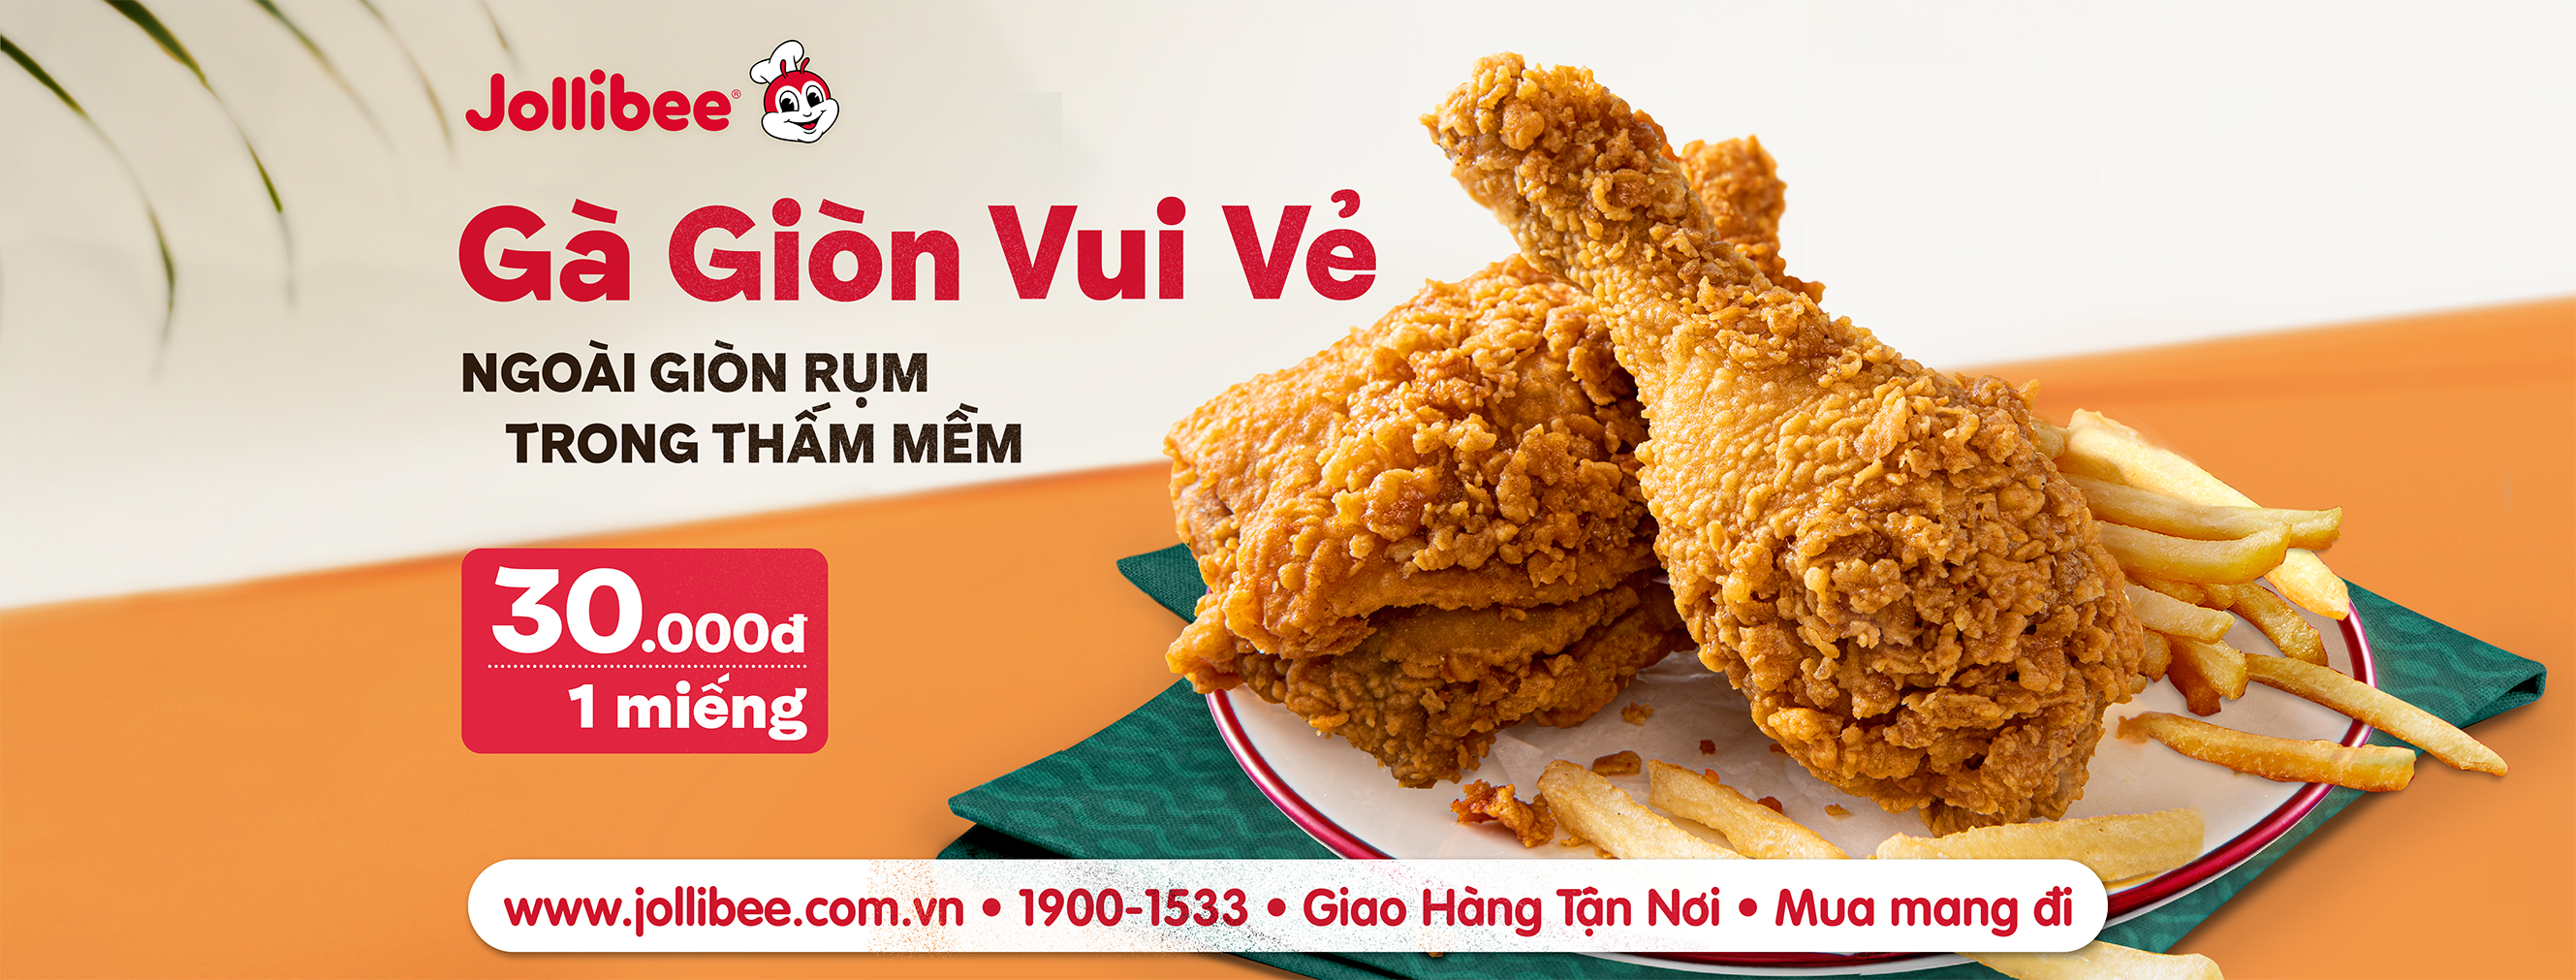 Jollibee®
Gà Giòn Vui Vẻ
NGOÀI GIÒN RỤM
TRONG THẤM MỀM
30.000đ
1 miếng
www.jollibee.com.vn • 1900-1533 • Giao Hàng Tận Nơi • Mua mang đi